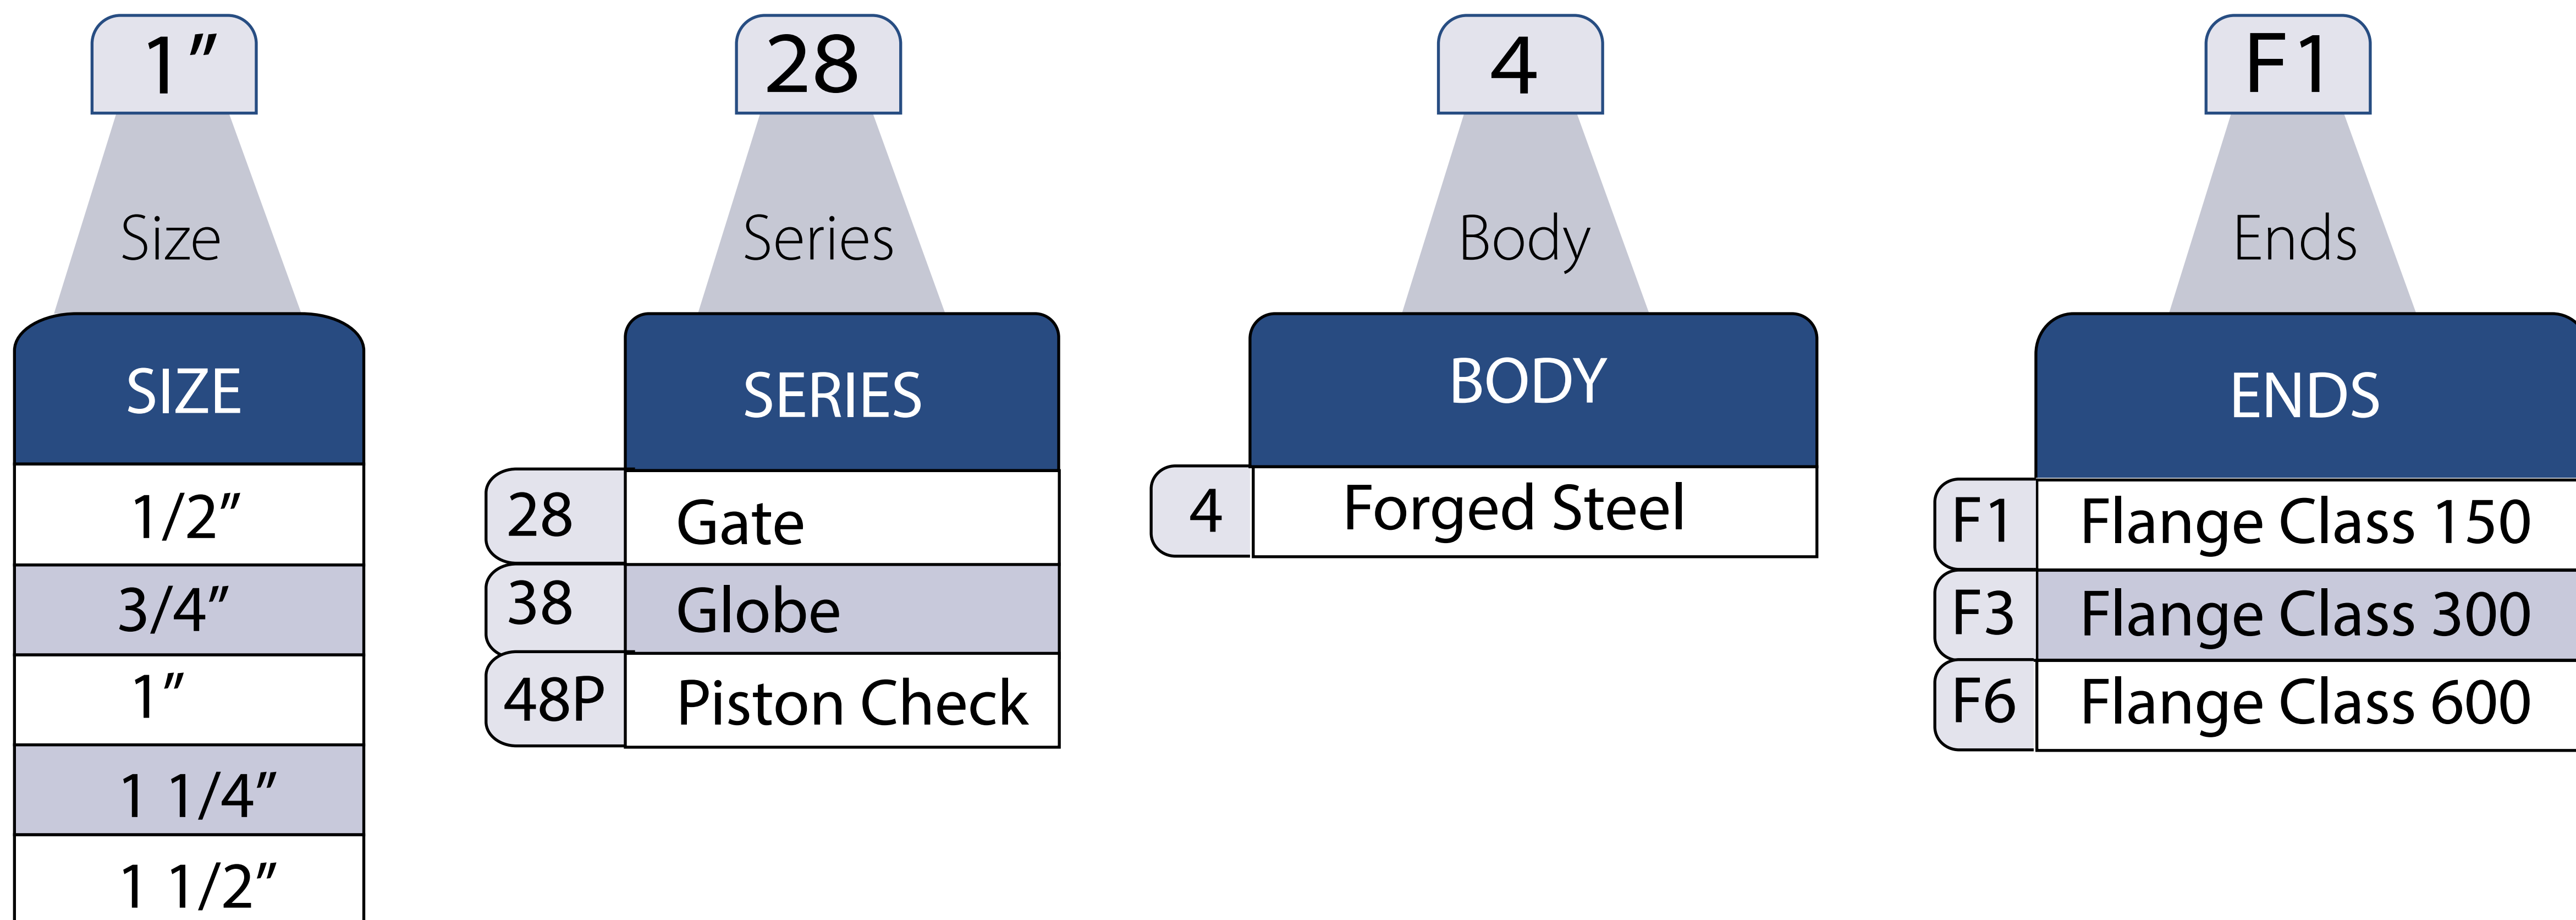 1”
28
4
F1
Size
Series
Body
Ends
SIZE
1/2”
3/4”
1”
1 1/4”
1 1/2”
SERIES
28 Gate
38 Globe
48P Piston Check
BODY
4 Forged Steel
ENDS
F1 Flange Class 150
F3 Flange Class 300
F6 Flange Class 600